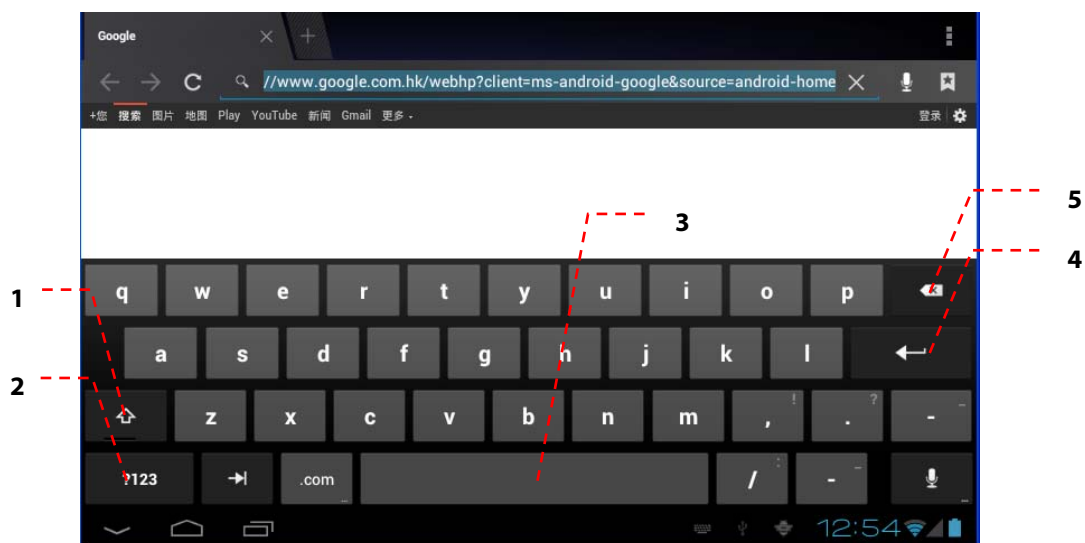 Google
//www.google.com.hk/webhp?client=ms-android-google&source=android-home
+您 搜索 图片 地图 Play YouTube 新闻 Gmail 更多 登录
5
3
4
q w e r t y u i o p
1
a s d f g h j k l
2
z x c v b n m , ! . ? - _
?123 .com / : - _
12:54